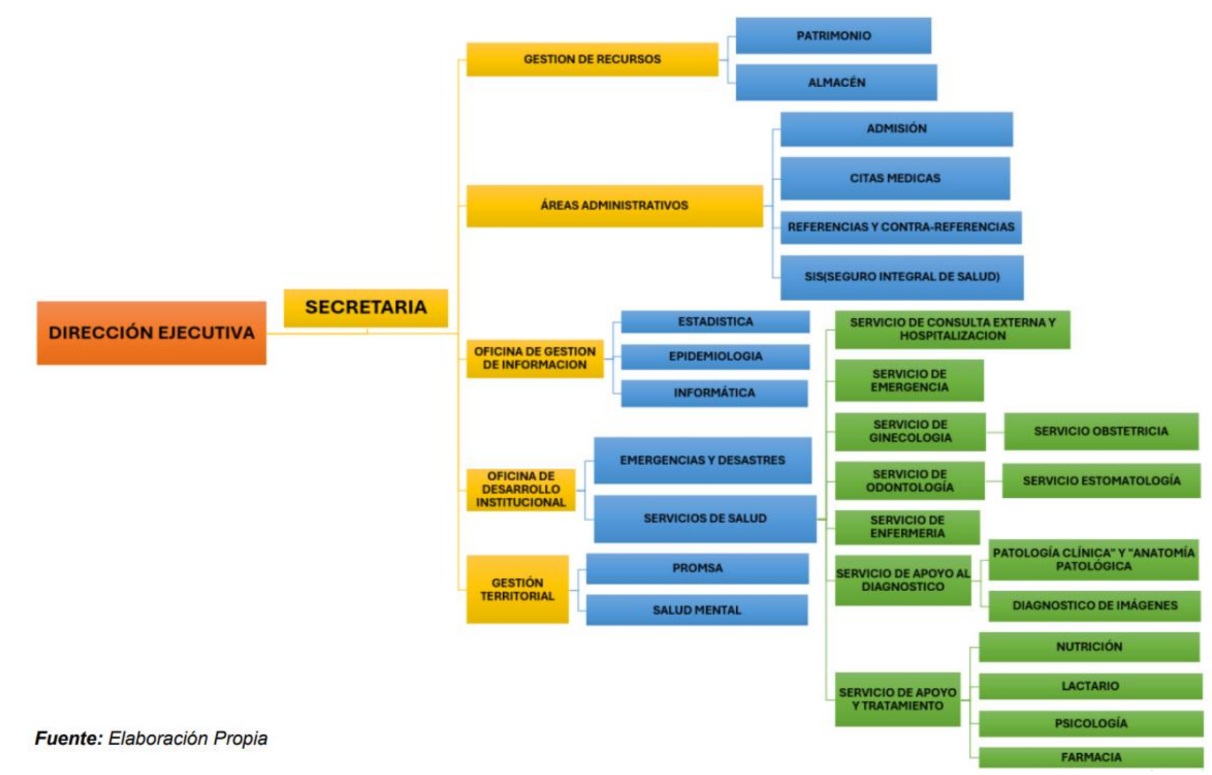 DIRECCIÓN EJECUTIVA
SECRETARIA
GESTION DE RECURSOS
PATRIMONIO
ALMACÉN
ÁREAS ADMINISTRATIVOS
ADMISIÓN
CITAS MEDICAS
REFERENCIAS Y CONTRA-REFERENCIAS
SIS(SEGURO INTEGRAL DE SALUD)
OFICINA DE GESTION
DE INFORMACION
ESTADISTICA
EPIDEMIOLOGIA
INFORMÁTICA
OFICINA DE
DESARROLLO
INSTITUCIONAL
EMERGENCIAS Y DESASTRES
SERVICIOS DE SALUD
SERVICIO DE CONSULTA EXTERNA Y
HOSPITALIZACION
SERVICIO DE
EMERGENCIA
SERVICIO DE
GINECOLOGIA
SERVICIO OBSTETRICIA
SERVICIO DE
ODONTOLOGÍA
SERVICIO ESTOMATOLOGÍA
SERVICIO DE
ENFERMERIA
SERVICIO DE APOYO AL
DIAGNOSTICO
PATOLOGÍA CLÍNICA" Y "ANATOMÍA
PATOLÓGICA
DIAGNOSTICO DE IMÁGENES
SERVICIO DE APOYO
Y TRATAMIENTO
NUTRICIÓN
LACTARIO
PSICOLOGÍA
FARMACIA
GESTIÓN
TERRITORIAL
PROMSA
SALUD MENTAL
Fuente: Elaboración Propia